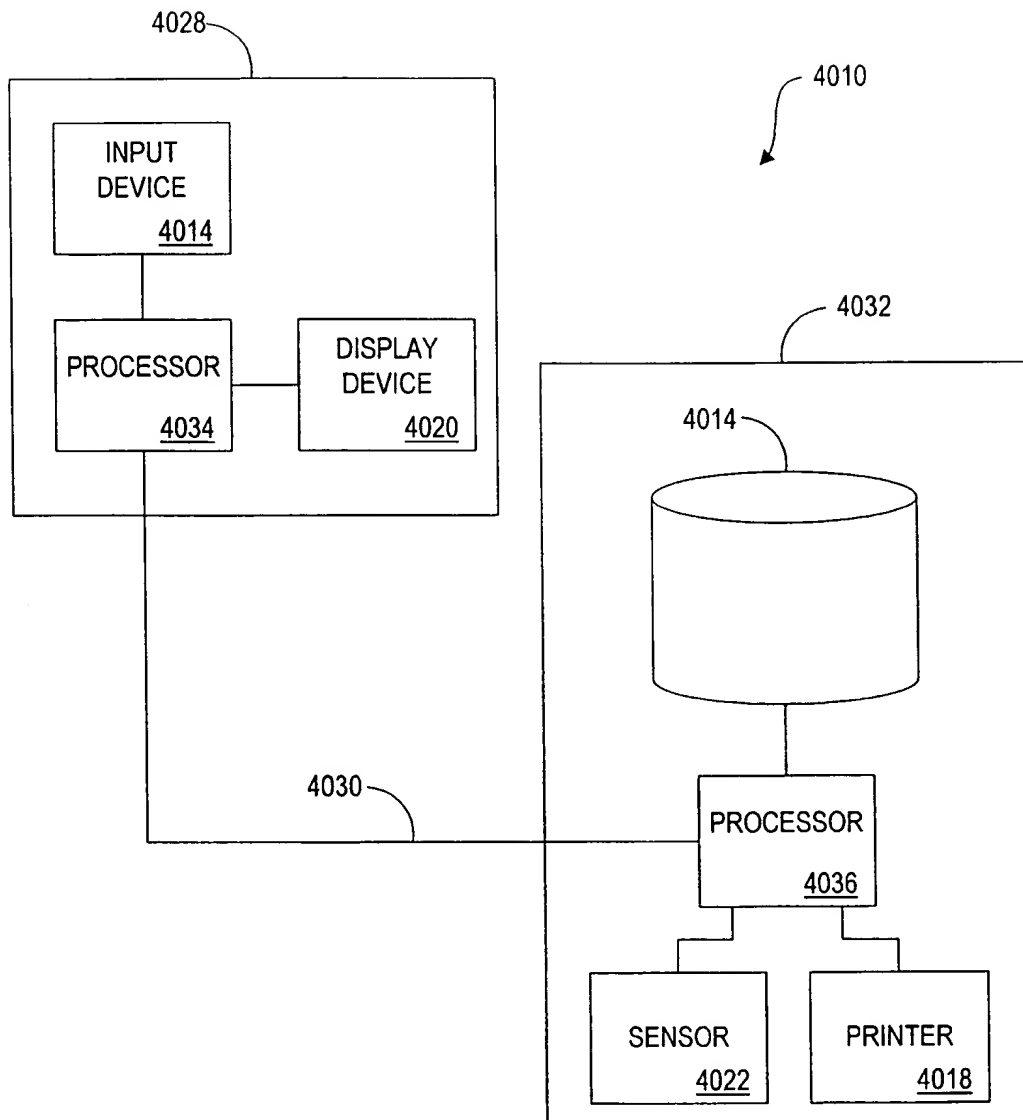 4028
4010
INPUT
DEVICE
4014
4032
PROCESSOR
4034
DISPLAY
DEVICE
4020
4014
4030
PROCESSOR
4036
SENSOR
4022
PRINTER
4018